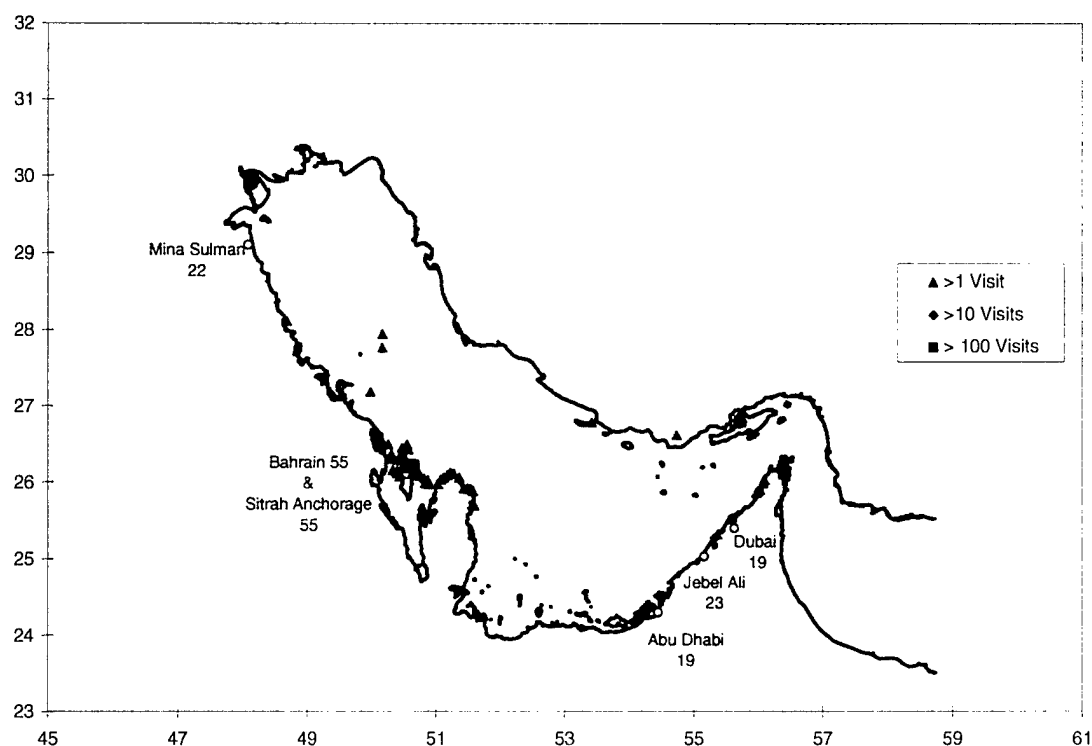 32
31
30
29
28
27
26
25
24
23
45
47
49
51
53
55
57
59
61
Mina Sulman
22
Bahrain 55
&
Sitrah Anchorage
55
Dubai
19
Jebel Ali
23
Abu Dhabi
19
>1 Visit
>10 Visits
> 100 Visits